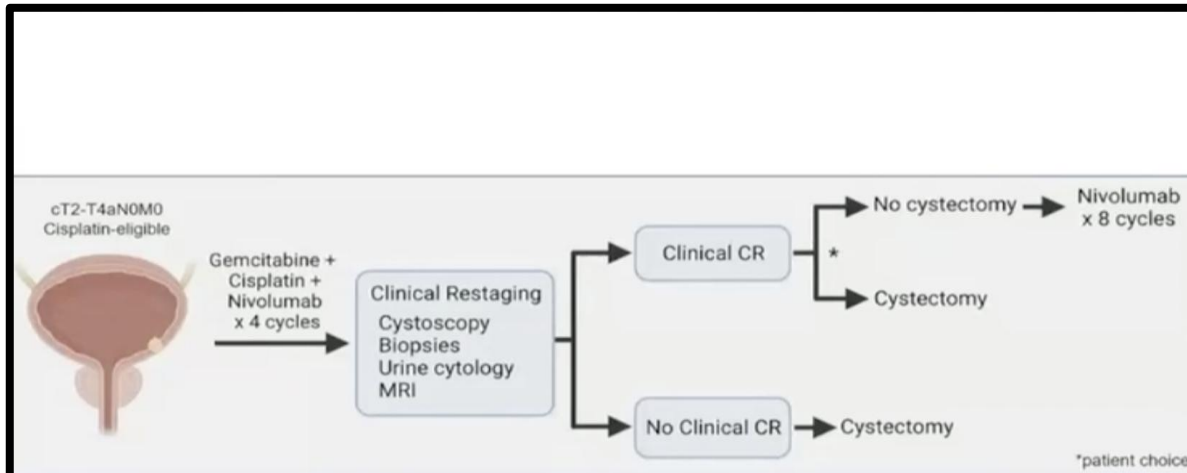 cT2-T4aN0M0
Cisplatin-eligible
Gemcitabine +
Cisplatin +
Nivolumab
x 4 cycles
Clinical Restaging
Cystoscopy
Biopsies
Urine cytology
MRI
Clinical CR
*
No cystectomy
Nivolumab
x 8 cycles
Cystectomy
No Clinical CR
Cystectomy
*patient choice